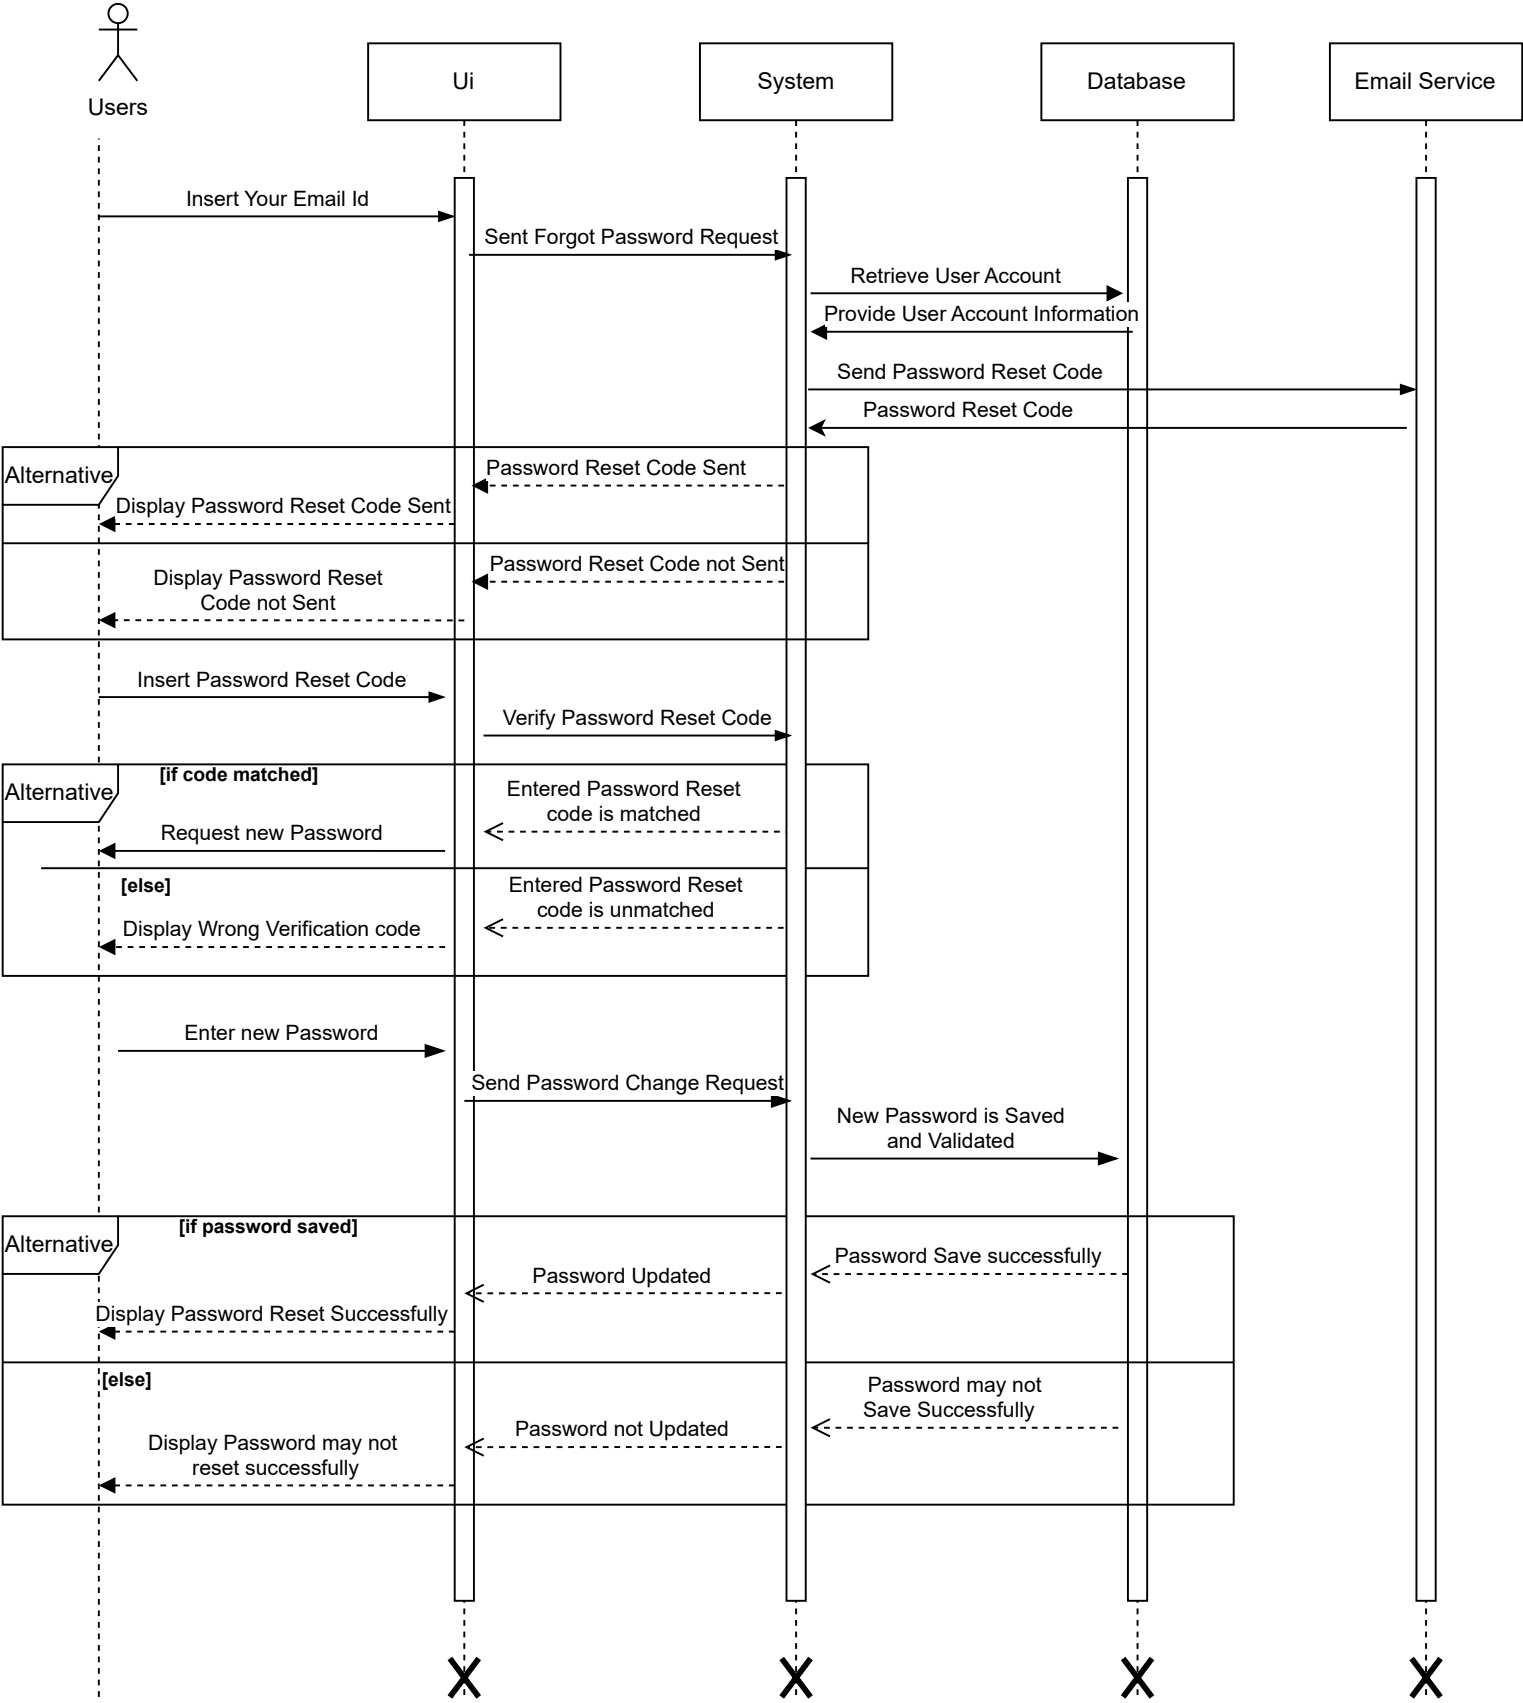 Users
Ui
System
Database
Email Service
Insert Your Email Id
Sent Forgot Password Request
Retrieve User Account
Provide User Account Information
Send Password Reset Code
Password Reset Code
Alternative
Password Reset Code Sent
Display Password Reset Code Sent
Password Reset Code not Sent
Display Password Reset
Code not Sent
Insert Password Reset Code
Verify Password Reset Code
Alternative
[if code matched]
Entered Password Reset
code is matched
Request new Password
[else]
Entered Password Reset
code is unmatched
Display Wrong Verification code
Enter new Password
Send Password Change Request
New Password is Saved
and Validated
Alternative
[if password saved]
Password Save successfully
Password Updated
Display Password Reset Successfully
[else]
Password may not
Save Successfully
Password not Updated
Display Password may not
reset successfully